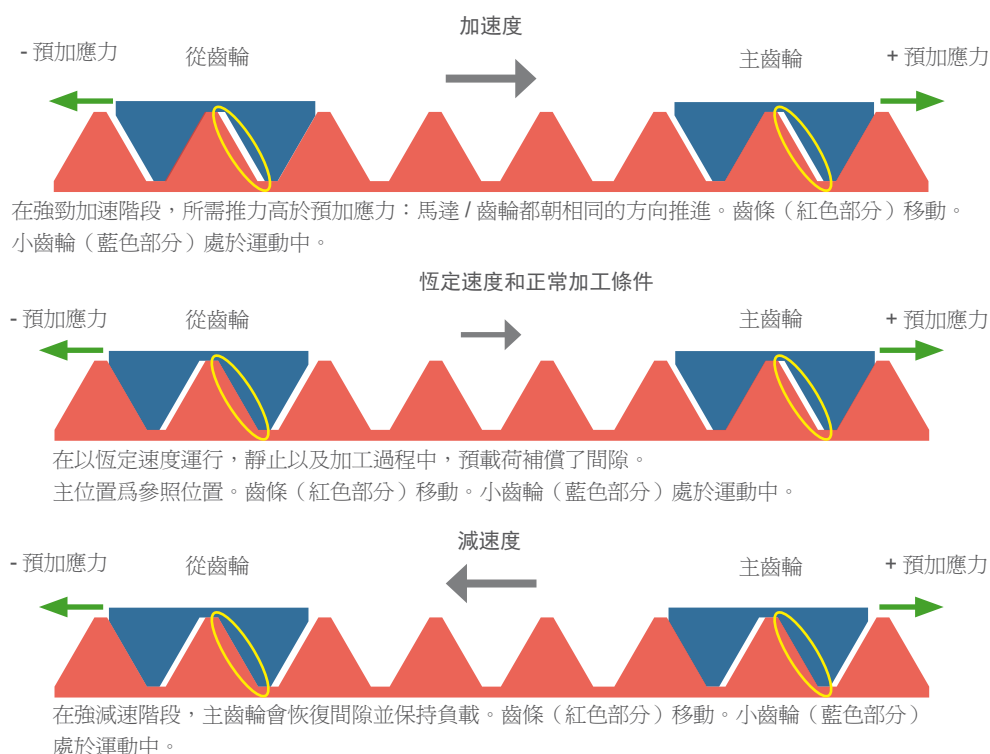 加速度
- 預加應力 從齒輪 主齒輪 + 預加應力
在強勁加速階段，所需推力高於預加應力：馬達 / 齒輪都朝相同的方向推進。齒條（紅色部分）移動。
小齒輪（藍色部分）處於運動中。
恆定速度和正常加工條件
- 預加應力 從齒輪 主齒輪 + 預加應力
在以恆定速度運行，靜止以及加工過程中，預載荷補償了間隙。
主位置爲參照位置。齒條（紅色部分）移動。小齒輪（藍色部分）處於運動中。
減速度
- 預加應力 從齒輪 主齒輪 + 預加應力
在強減速階段，主齒輪會恢復間隙並保持負載。齒條（紅色部分）移動。小齒輪（藍色部分）
處於運動中。